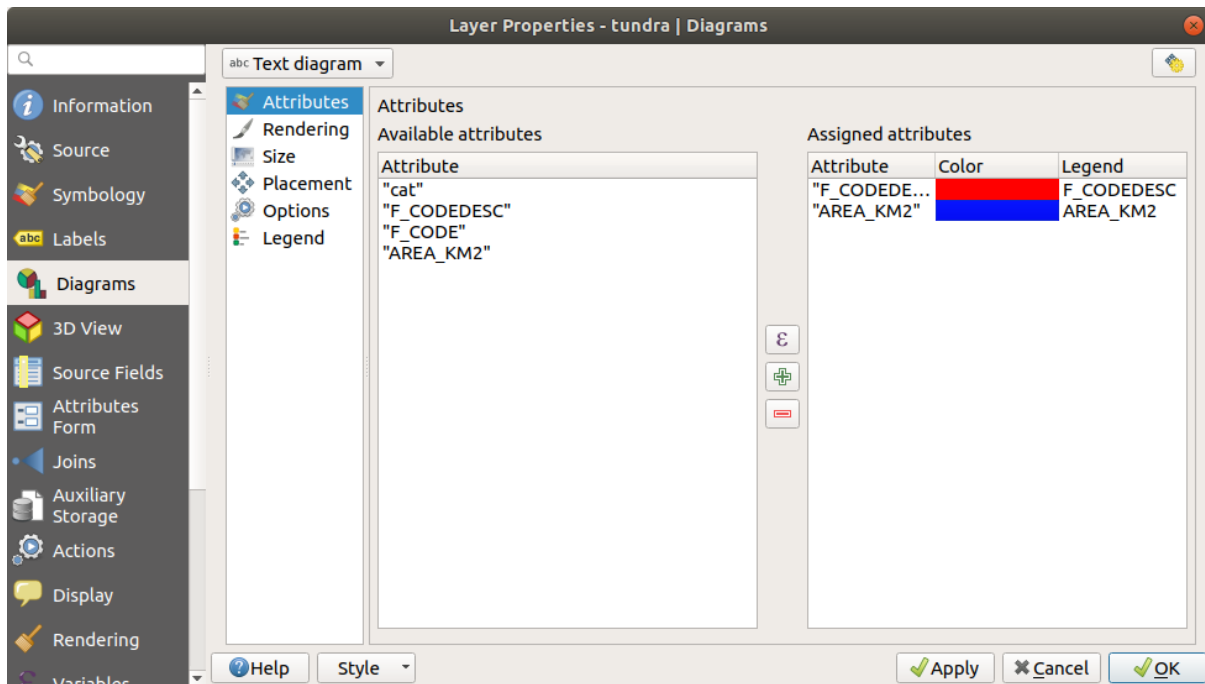 Layer Properties - tundra | Diagrams
abc Text diagram
Information
Source
Symbology
abc Labels
Diagrams
3D View
Source Fields
Attributes
Form
Joins
Auxiliary
Storage
Actions
Display
Rendering
Variables
Attributes
Rendering
Size
Placement
Options
Legend
Attributes
Available attributes
Attribute
"cat"
"F_CODEDESC"
"F_CODE"
"AREA_KM2"
ε
Assigned attributes
Attribute Color Legend
"F_CODEDE... F_CODEDESC
"AREA_KM2" AREA_KM2
Help Style Apply Cancel OK